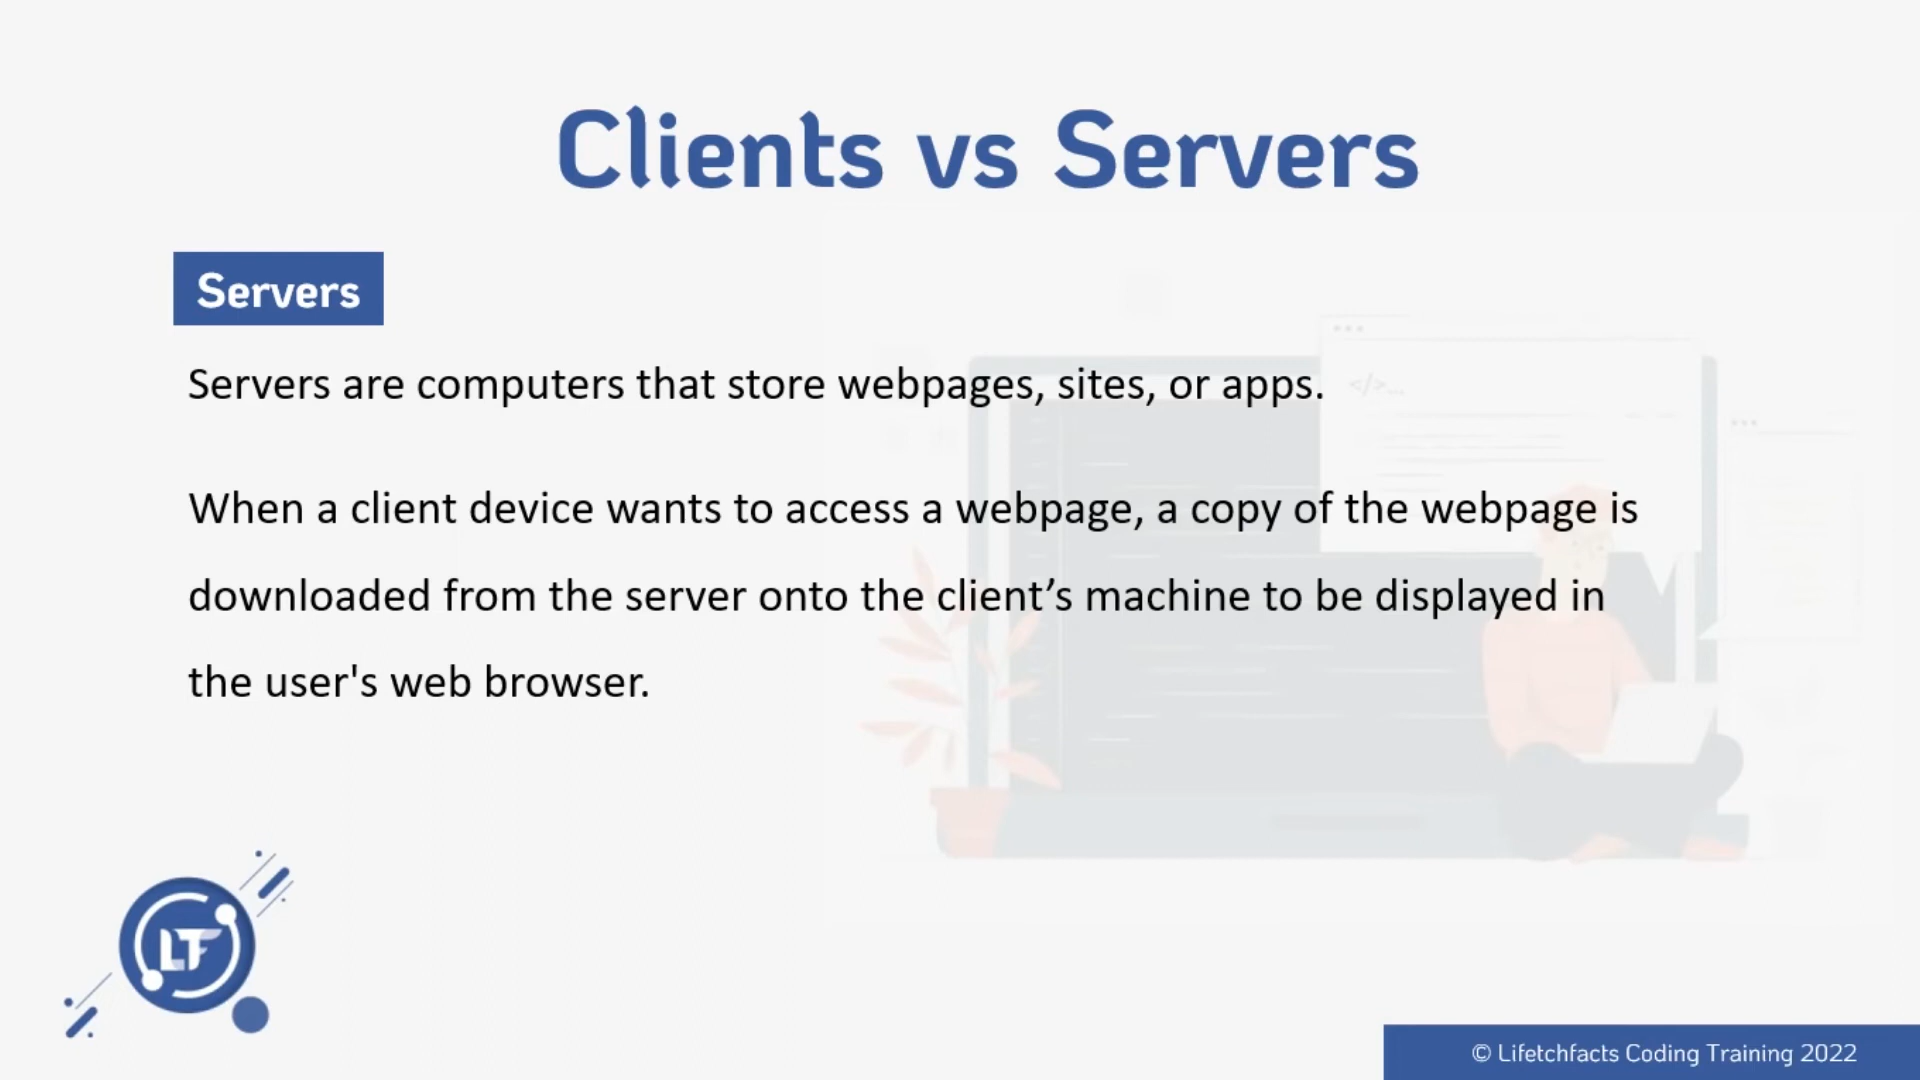 Clients vs Servers
Servers
Servers are computers that store webpages, sites, or apps.
</>...
When a client device wants to access a webpage, a copy of the webpage is
downloaded from the server onto the client’s machine to be displayed in
the user's web browser.
LTF
© Lifetchfacts Coding Training 2022